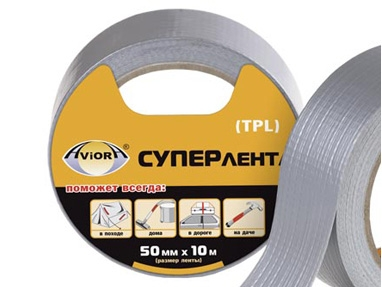 (TPL)
AVIORA
СУПЕРЛЕНТА
поможет всегда:
в походе дома в дороге на даче
50 мм х 10 м
(размер ленты)